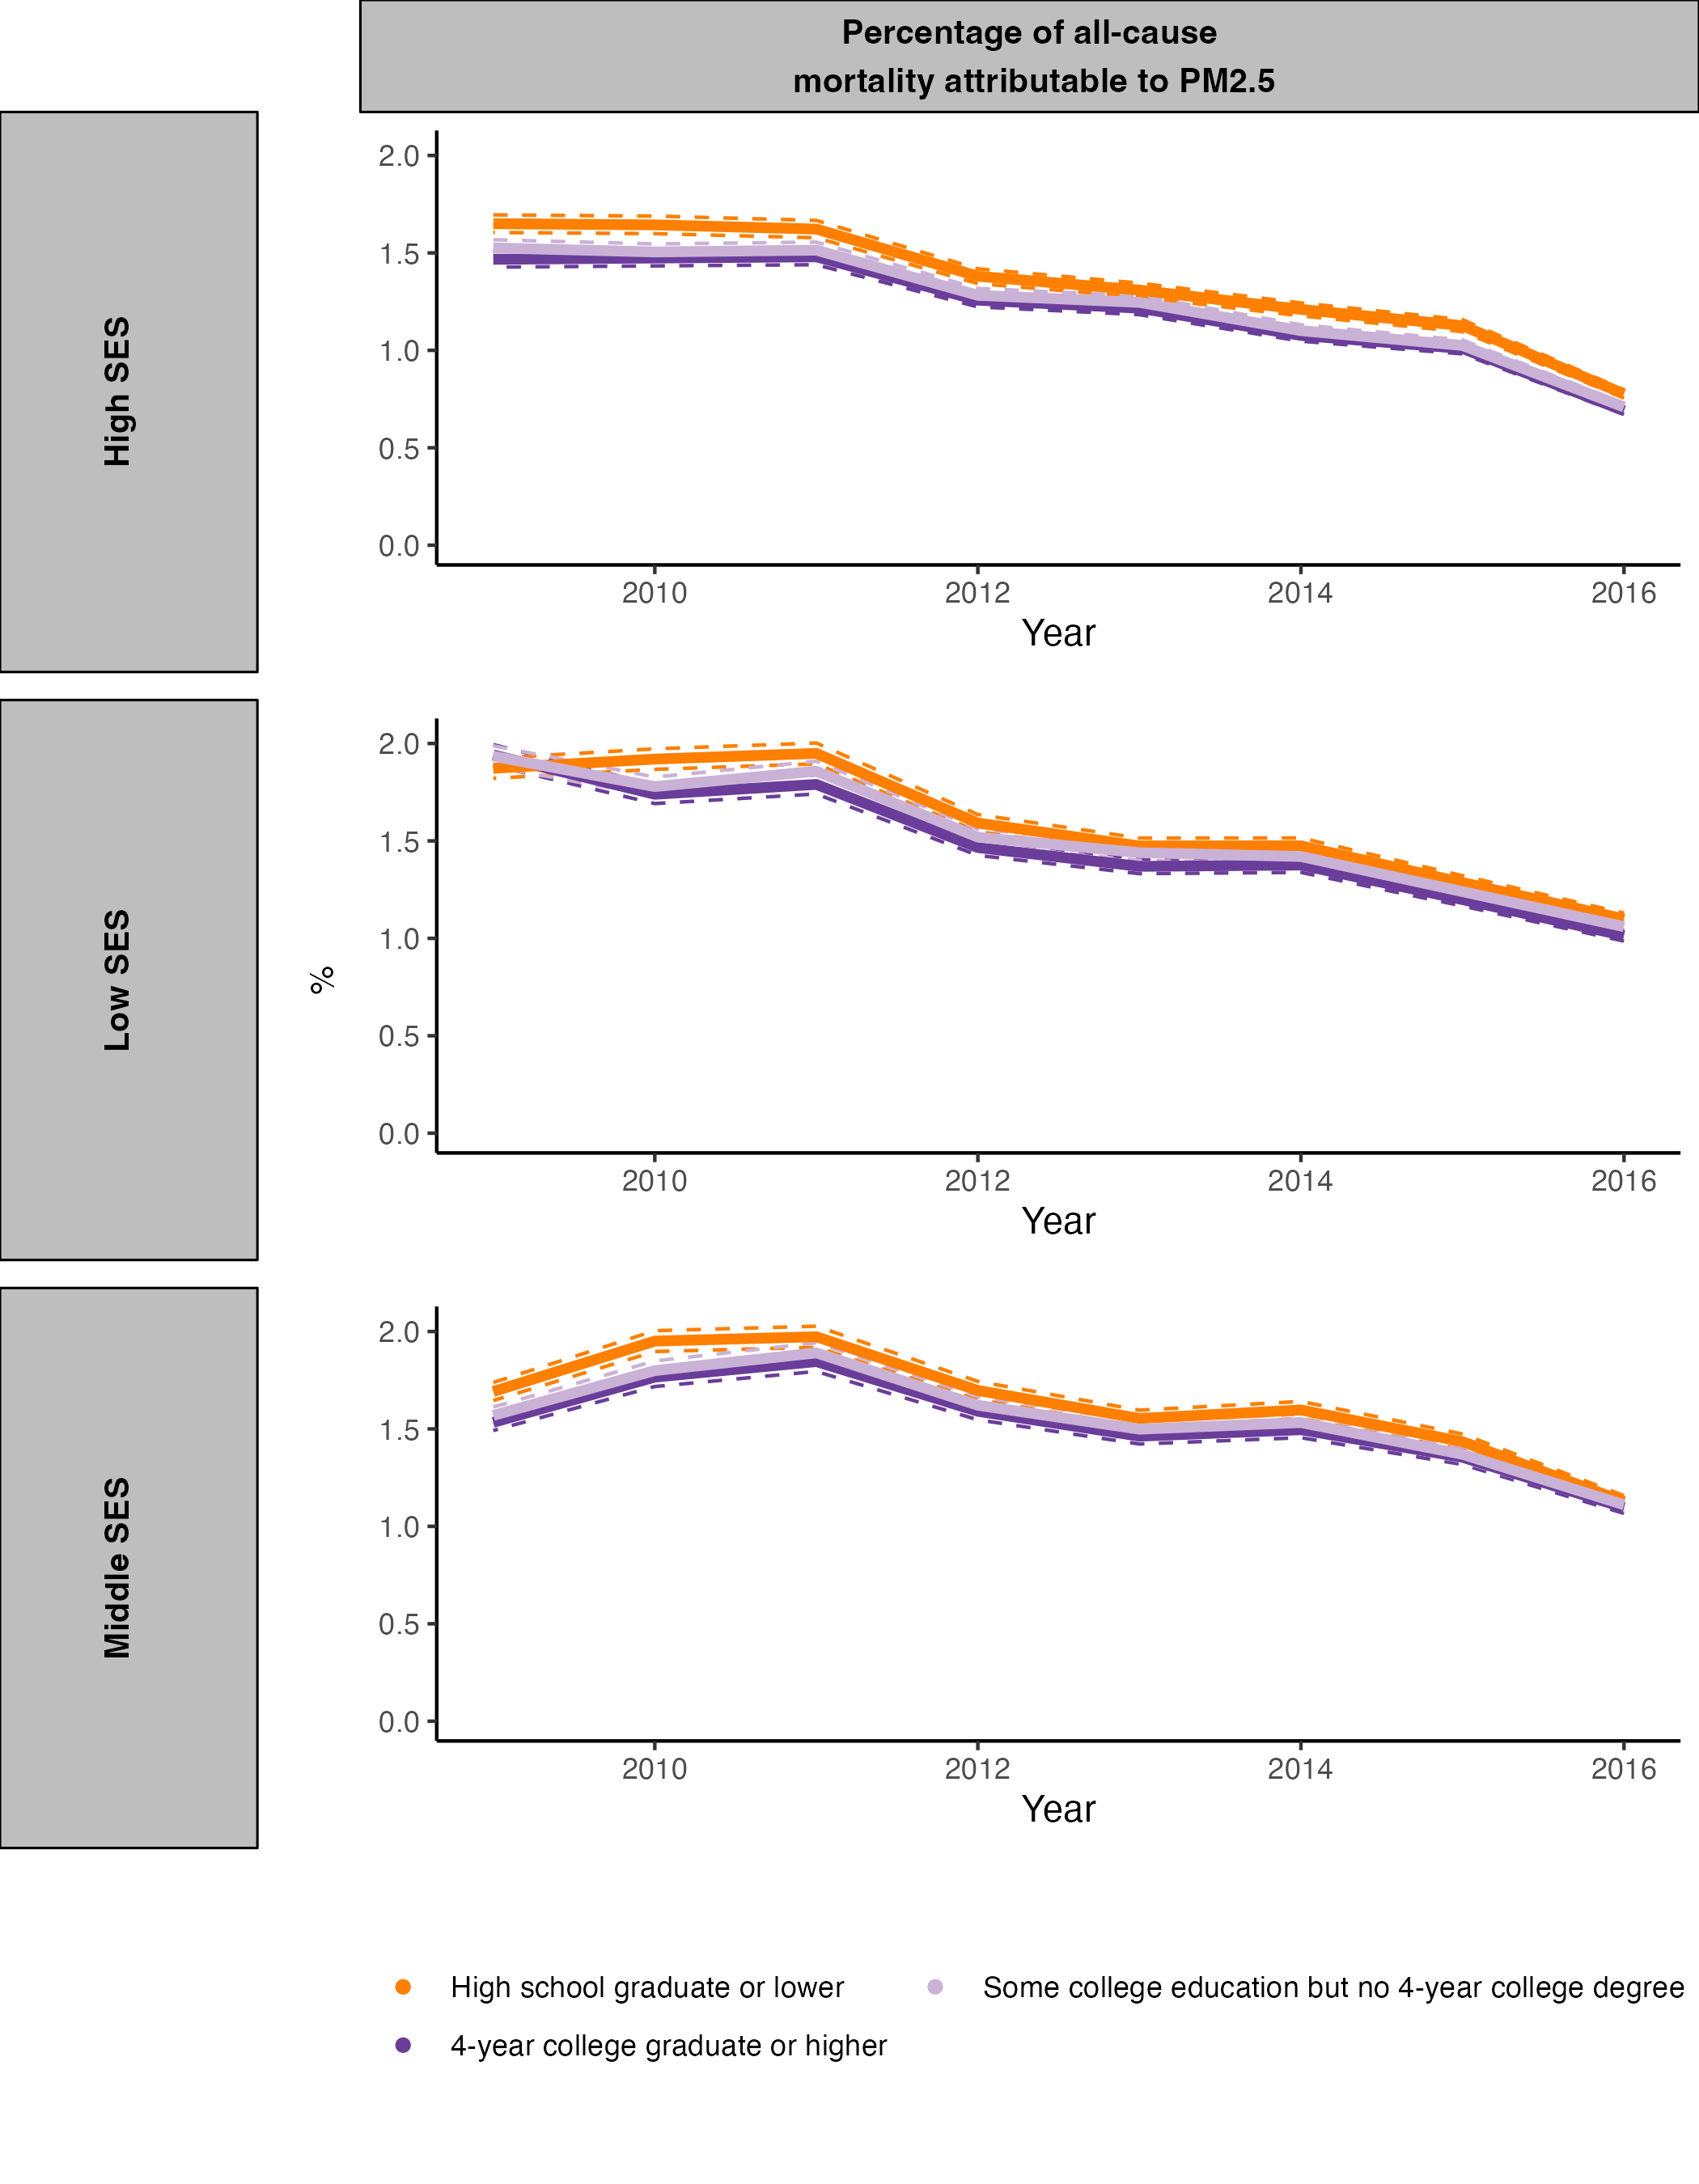 Percentage of all-cause
mortality attributable to PM2.5
High SES
2.0
1.5
1.0
0.5
0.0
2010 2012 2014 2016
Year
Low SES
%
2.0
1.5
1.0
0.5
0.0
2010 2012 2014 2016
Year
Middle SES
2.0
1.5
1.0
0.5
0.0
2010 2012 2014 2016
Year
High school graduate or lower Some college education but no 4-year college degree
4-year college graduate or higher